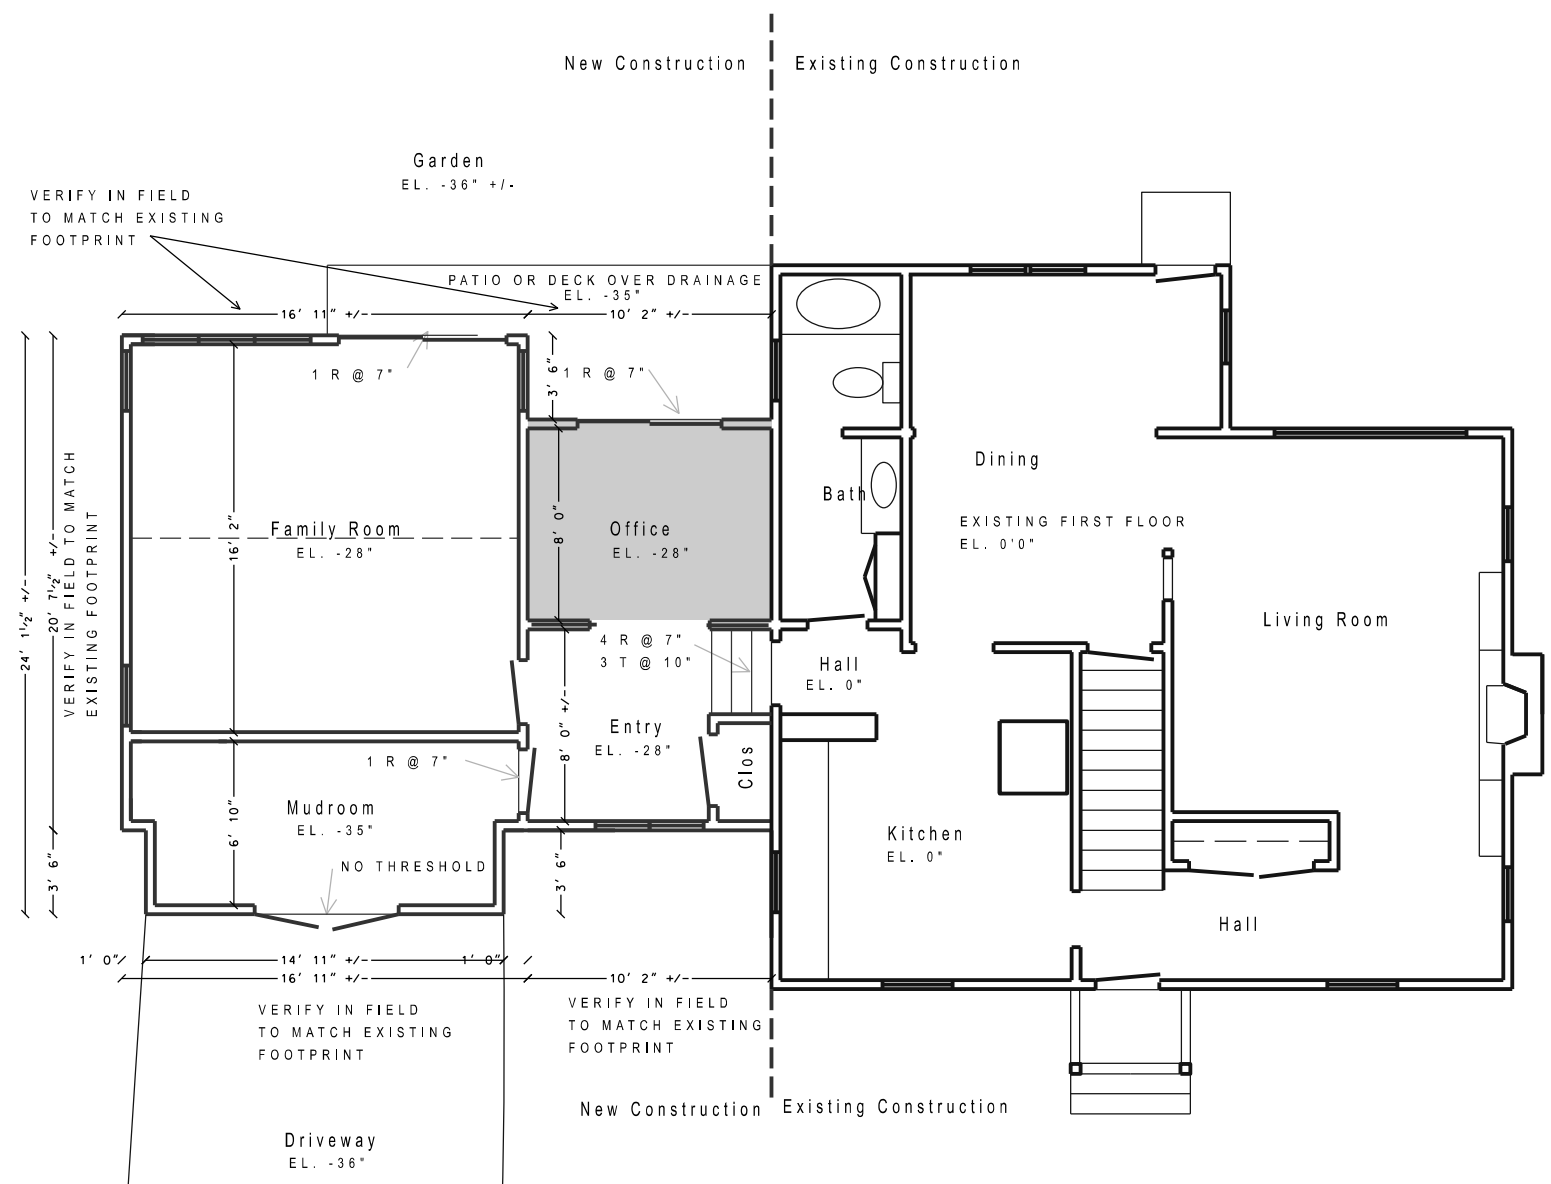 New Construction
Existing Construction
Garden
EL. -36" +/-
VERIFY IN FIELD
TO MATCH EXISTING
FOOTPRINT
PATIO OR DECK OVER DRAINAGE
EL. -35"
16' 11" +/-
10' 2" +/-
1 R @ 7"
3' 6"
1 R @ 7"
Dining
Bath
EXISTING FIRST FLOOR
EL. 0'0"
Family Room
EL. -28"
16' 2"
Office
EL. -28"
8' 0"
24' 1½" +/-
20' 7½" +/-
VERIFY IN FIELD TO MATCH
EXISTING FOOTPRINT
Living Room
4 R @ 7"
3 T @ 10"
Hall
EL. 0"
Entry
EL. -28"
8' 0" +/-
Clos
1 R @ 7"
Mudroom
EL. -35"
6' 10"
NO THRESHOLD
Kitchen
EL. 0"
3' 6"
3' 6"
Hall
1' 0"
14' 11" +/-
1' 0"
16' 11" +/-
10' 2" +/-
VERIFY IN FIELD
TO MATCH EXISTING
FOOTPRINT
VERIFY IN FIELD
TO MATCH EXISTING
FOOTPRINT
New Construction
Existing Construction
Driveway
EL. -36"